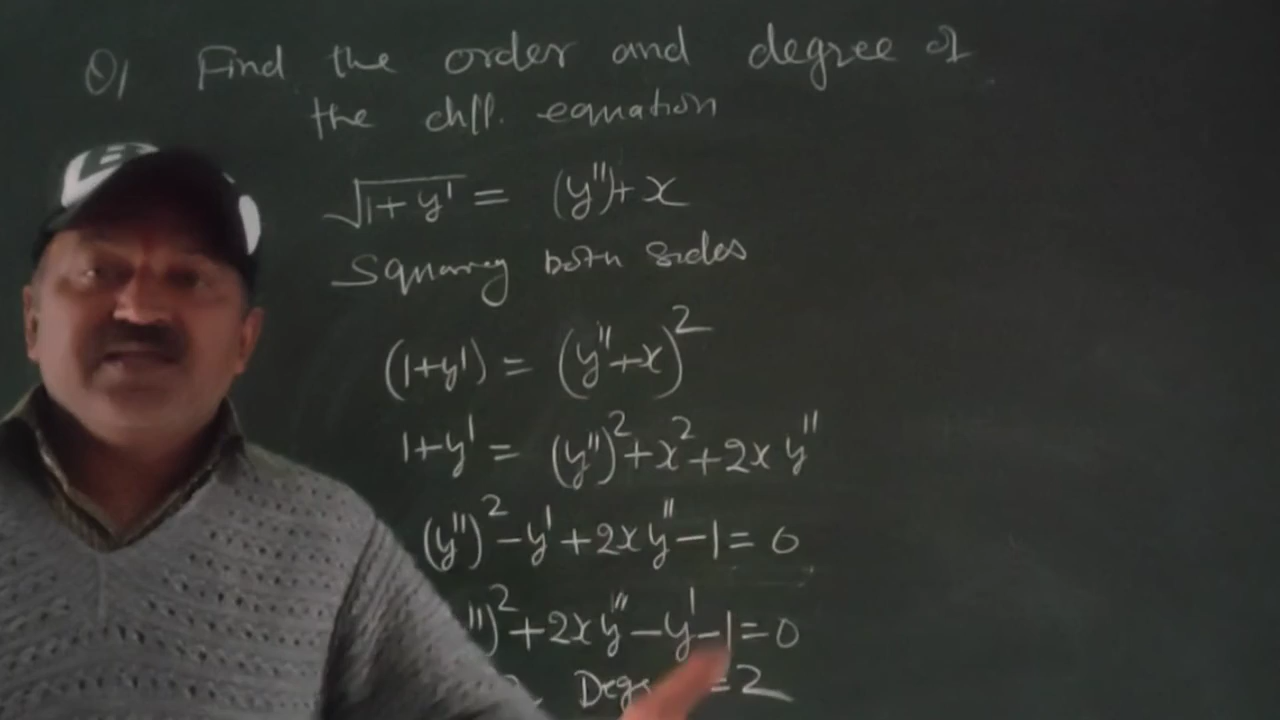 Q1 Find the order and degree of
the diff. equation
√(1+y') = (y")+x
Squaring both sides
(1+y') = (y"+x)²
1+y' = (y")²+x²+2xy"
(y")²-y'+2xy"-1=0
")²+2xy"-y'-1=0
=2